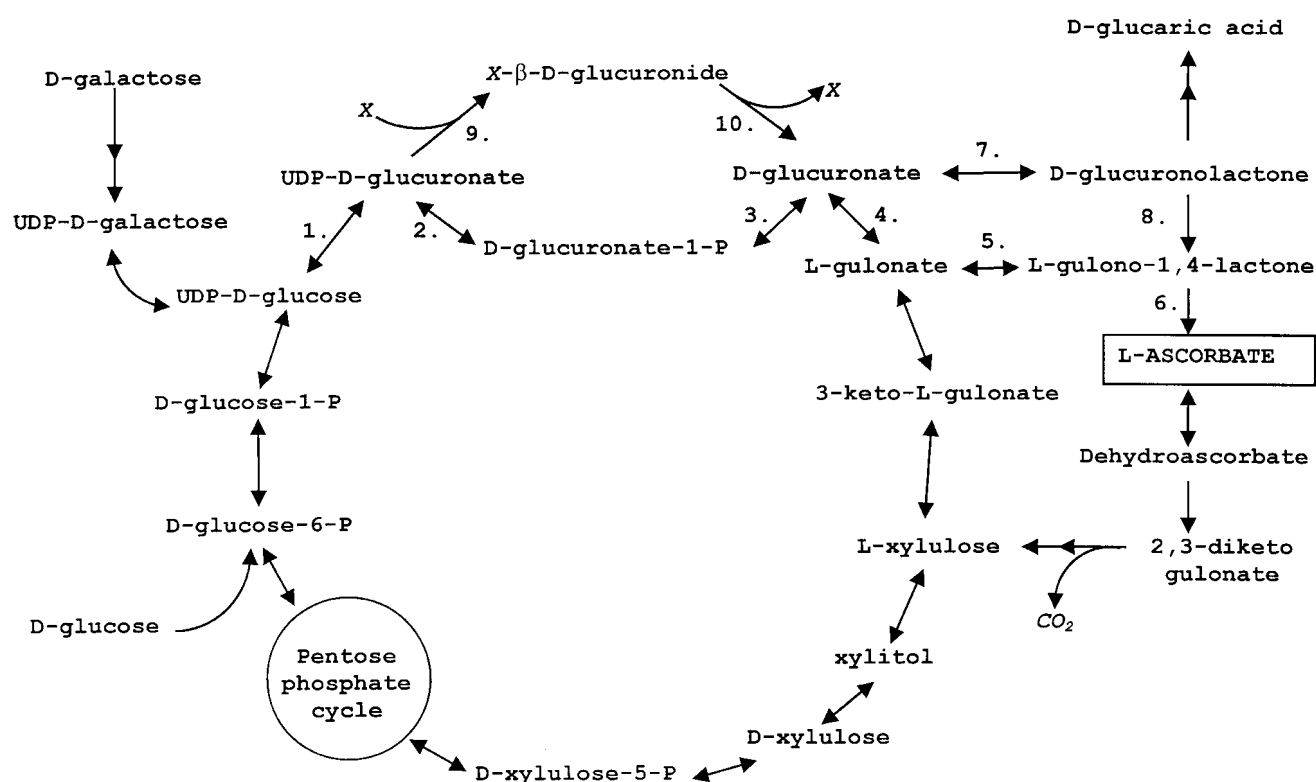 D-glucaric acid
D-galactose
X-β-D-glucuronide
X
X
9.
10.
7.
UDP-D-glucuronate
D-glucuronate
D-glucuronolactone
UDP-D-galactose
1.
2.
3.
4.
8.
D-glucuronate-1-P
5.
L-gulonate
L-gulono-1,4-lactone
UDP-D-glucose
6.
L-ASCORBATE
D-glucose-1-P
3-keto-L-gulonate
Dehydroascorbate
D-glucose-6-P
L-xylulose
2,3-diketo
gulonate
CO2
D-glucose
Pentose
phosphate
cycle
xylitol
D-xylulose
D-xylulose-5-P